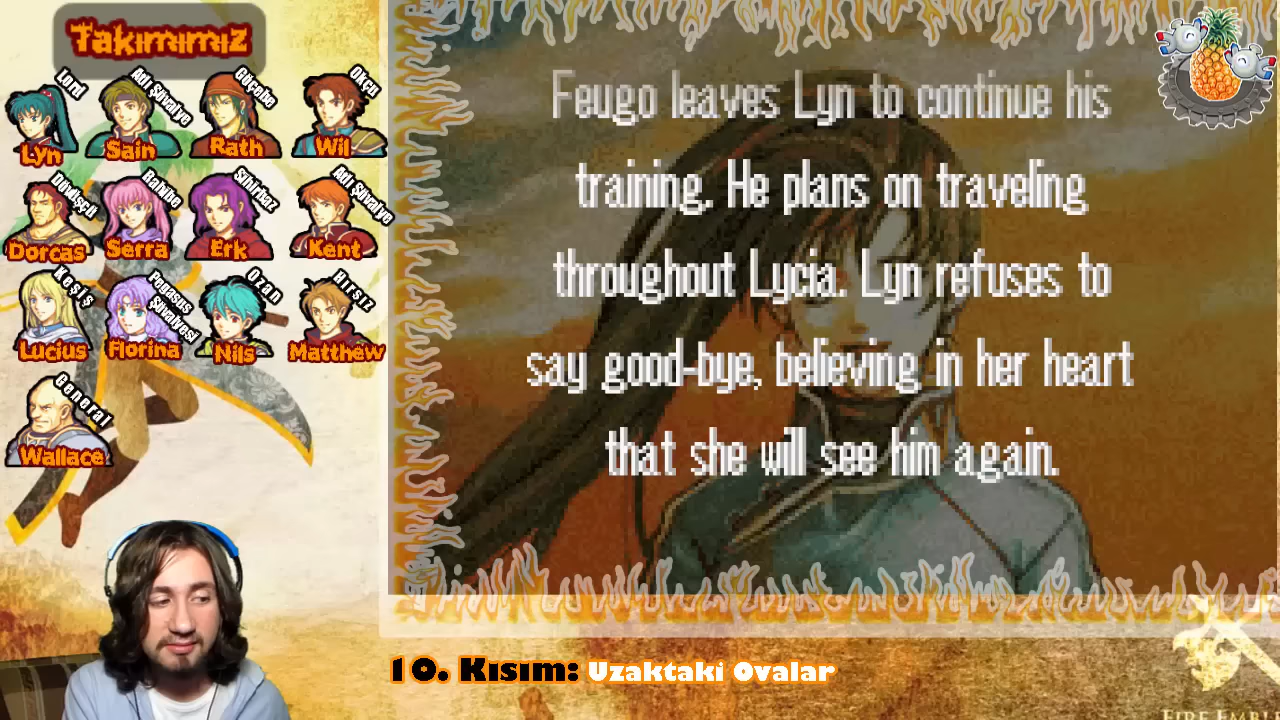 Takımımız
Lord
Lyn
Atlı Şövalye
Sain
Göçebe
Rath
Okçu
Wil
Dövüşçü
Dorcas
Rahibe
Serra
Sihirbaz
Erk
Atlı Şövalye
Kent
Keşiş
Lucius
Pegasus
Şövalyesi
Florina
Ozan
Nils
Hırsız
Matthew
General
Wallace
Feugo leaves Lyn to continue his
training. He plans on traveling
throughout Lycia. Lyn refuses to
say good-bye, believing in her heart
that she will see him again.
10. Kısım: Uzaktaki Ovalar